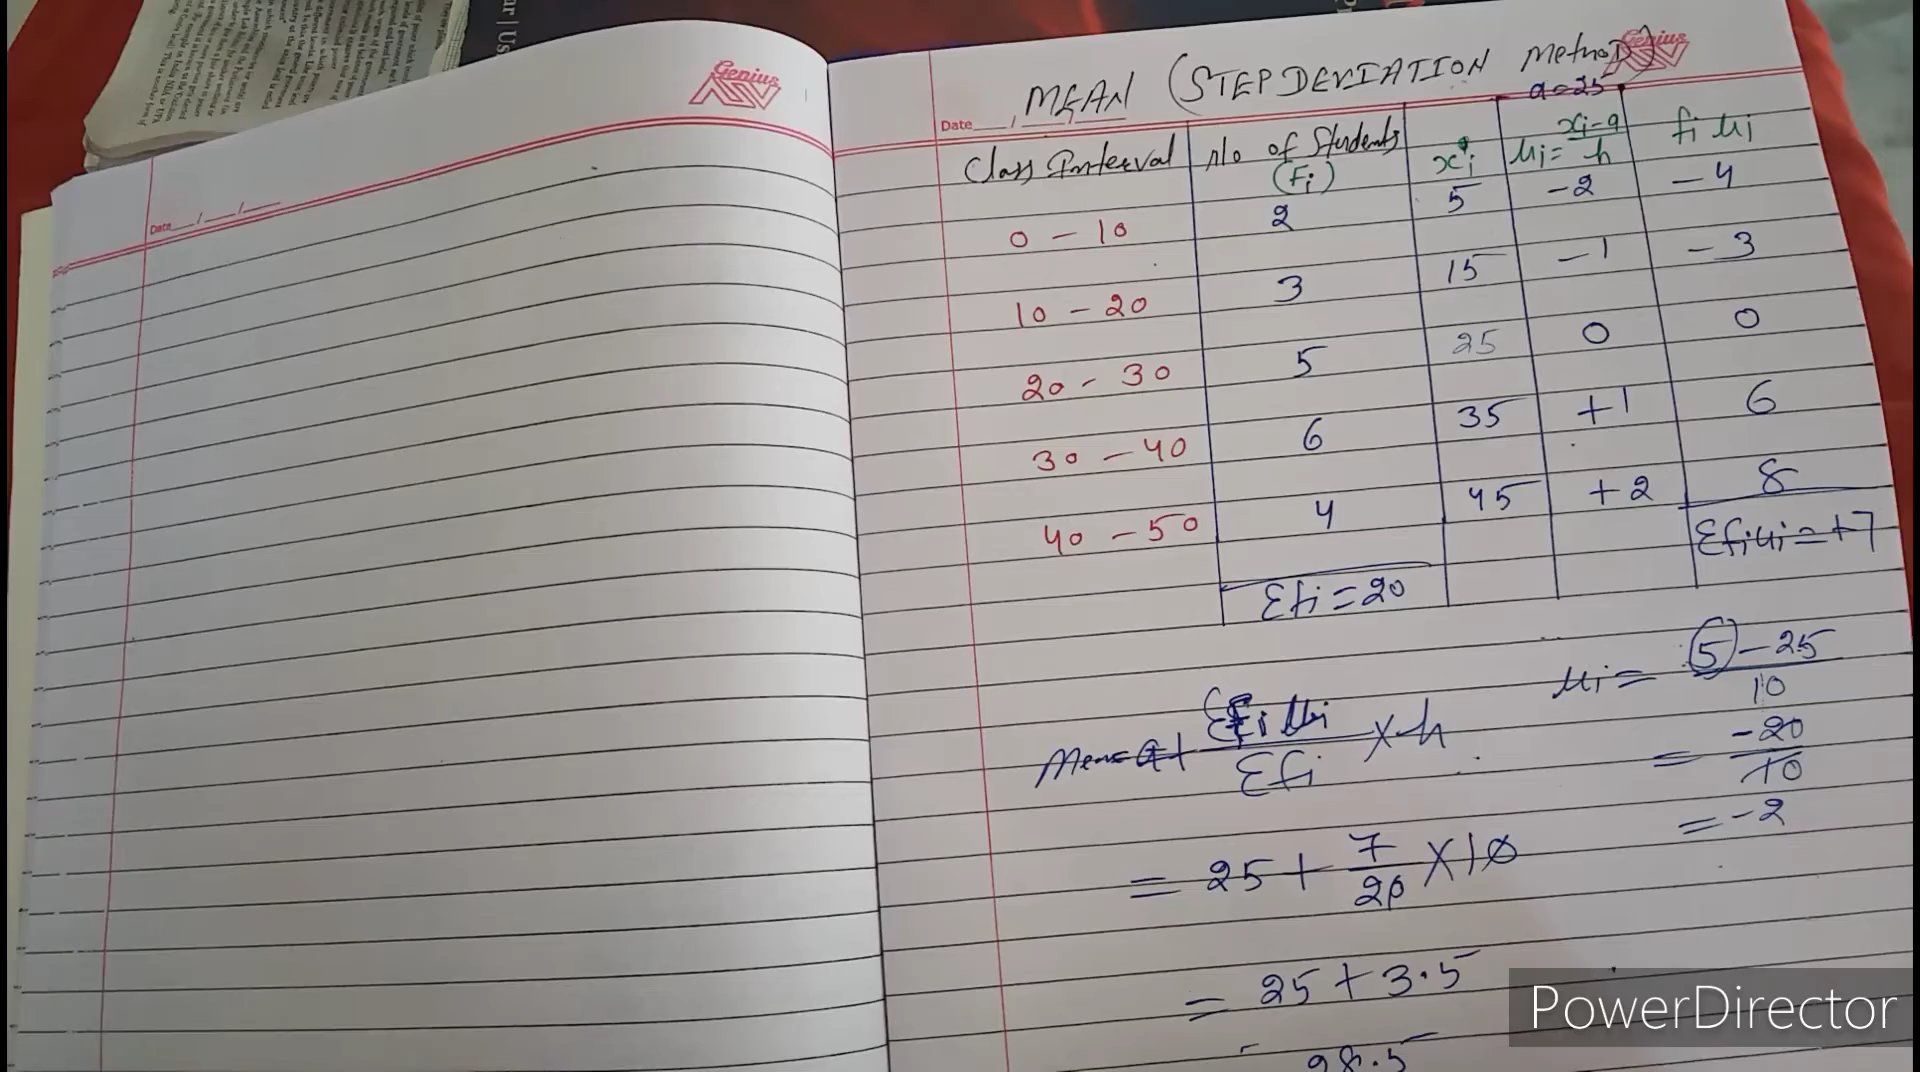 ar | Us
Genius
Date
MEAN (STEP DEVIATION Method)
Genius
Date
a=25
Class Interval | No of Students (fi) | xi | ui = xi-a/h | fi ui
0 - 10 | 2 | 5 | -2 | -4
10 - 20 | 3 | 15 | -1 | -3
20 - 30 | 5 | 25 | 0 | 0
30 - 40 | 6 | 35 | +1 | 6
40 - 50 | 4 | 45 | +2 | 8
Σfi = 20 | Σfiui = +7
Mean = a + Σfiui/Σfi × h
= 25 + 7/20 × 10
= 25 + 3.5
28.5
ui = 5 - 25/10
= -20/10
= -2
PowerDirector